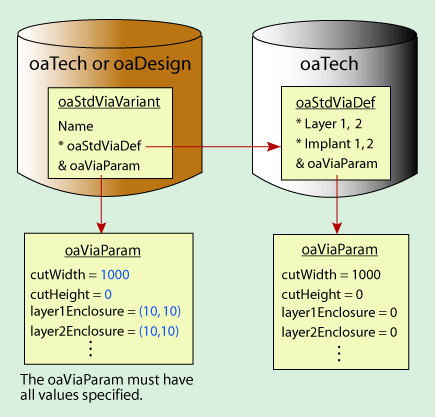 oaTech or oaDesign
oaStdViaVariant
Name
* oaStdViaDef
& oaViaParam
oaTech
oaStdViaDef
* Layer 1, 2
* Implant 1,2
& oaViaParam
oaViaParam
cutWidth = 1000
cutHeight = 0
layer1Enclosure = (10,10)
layer2Enclosure = (10,10)
⋮
oaViaParam
cutWidth = 1000
cutHeight = 0
layer1Enclosure = 0
layer2Enclosure = 0
⋮
The oaViaParam must have
all values specified.